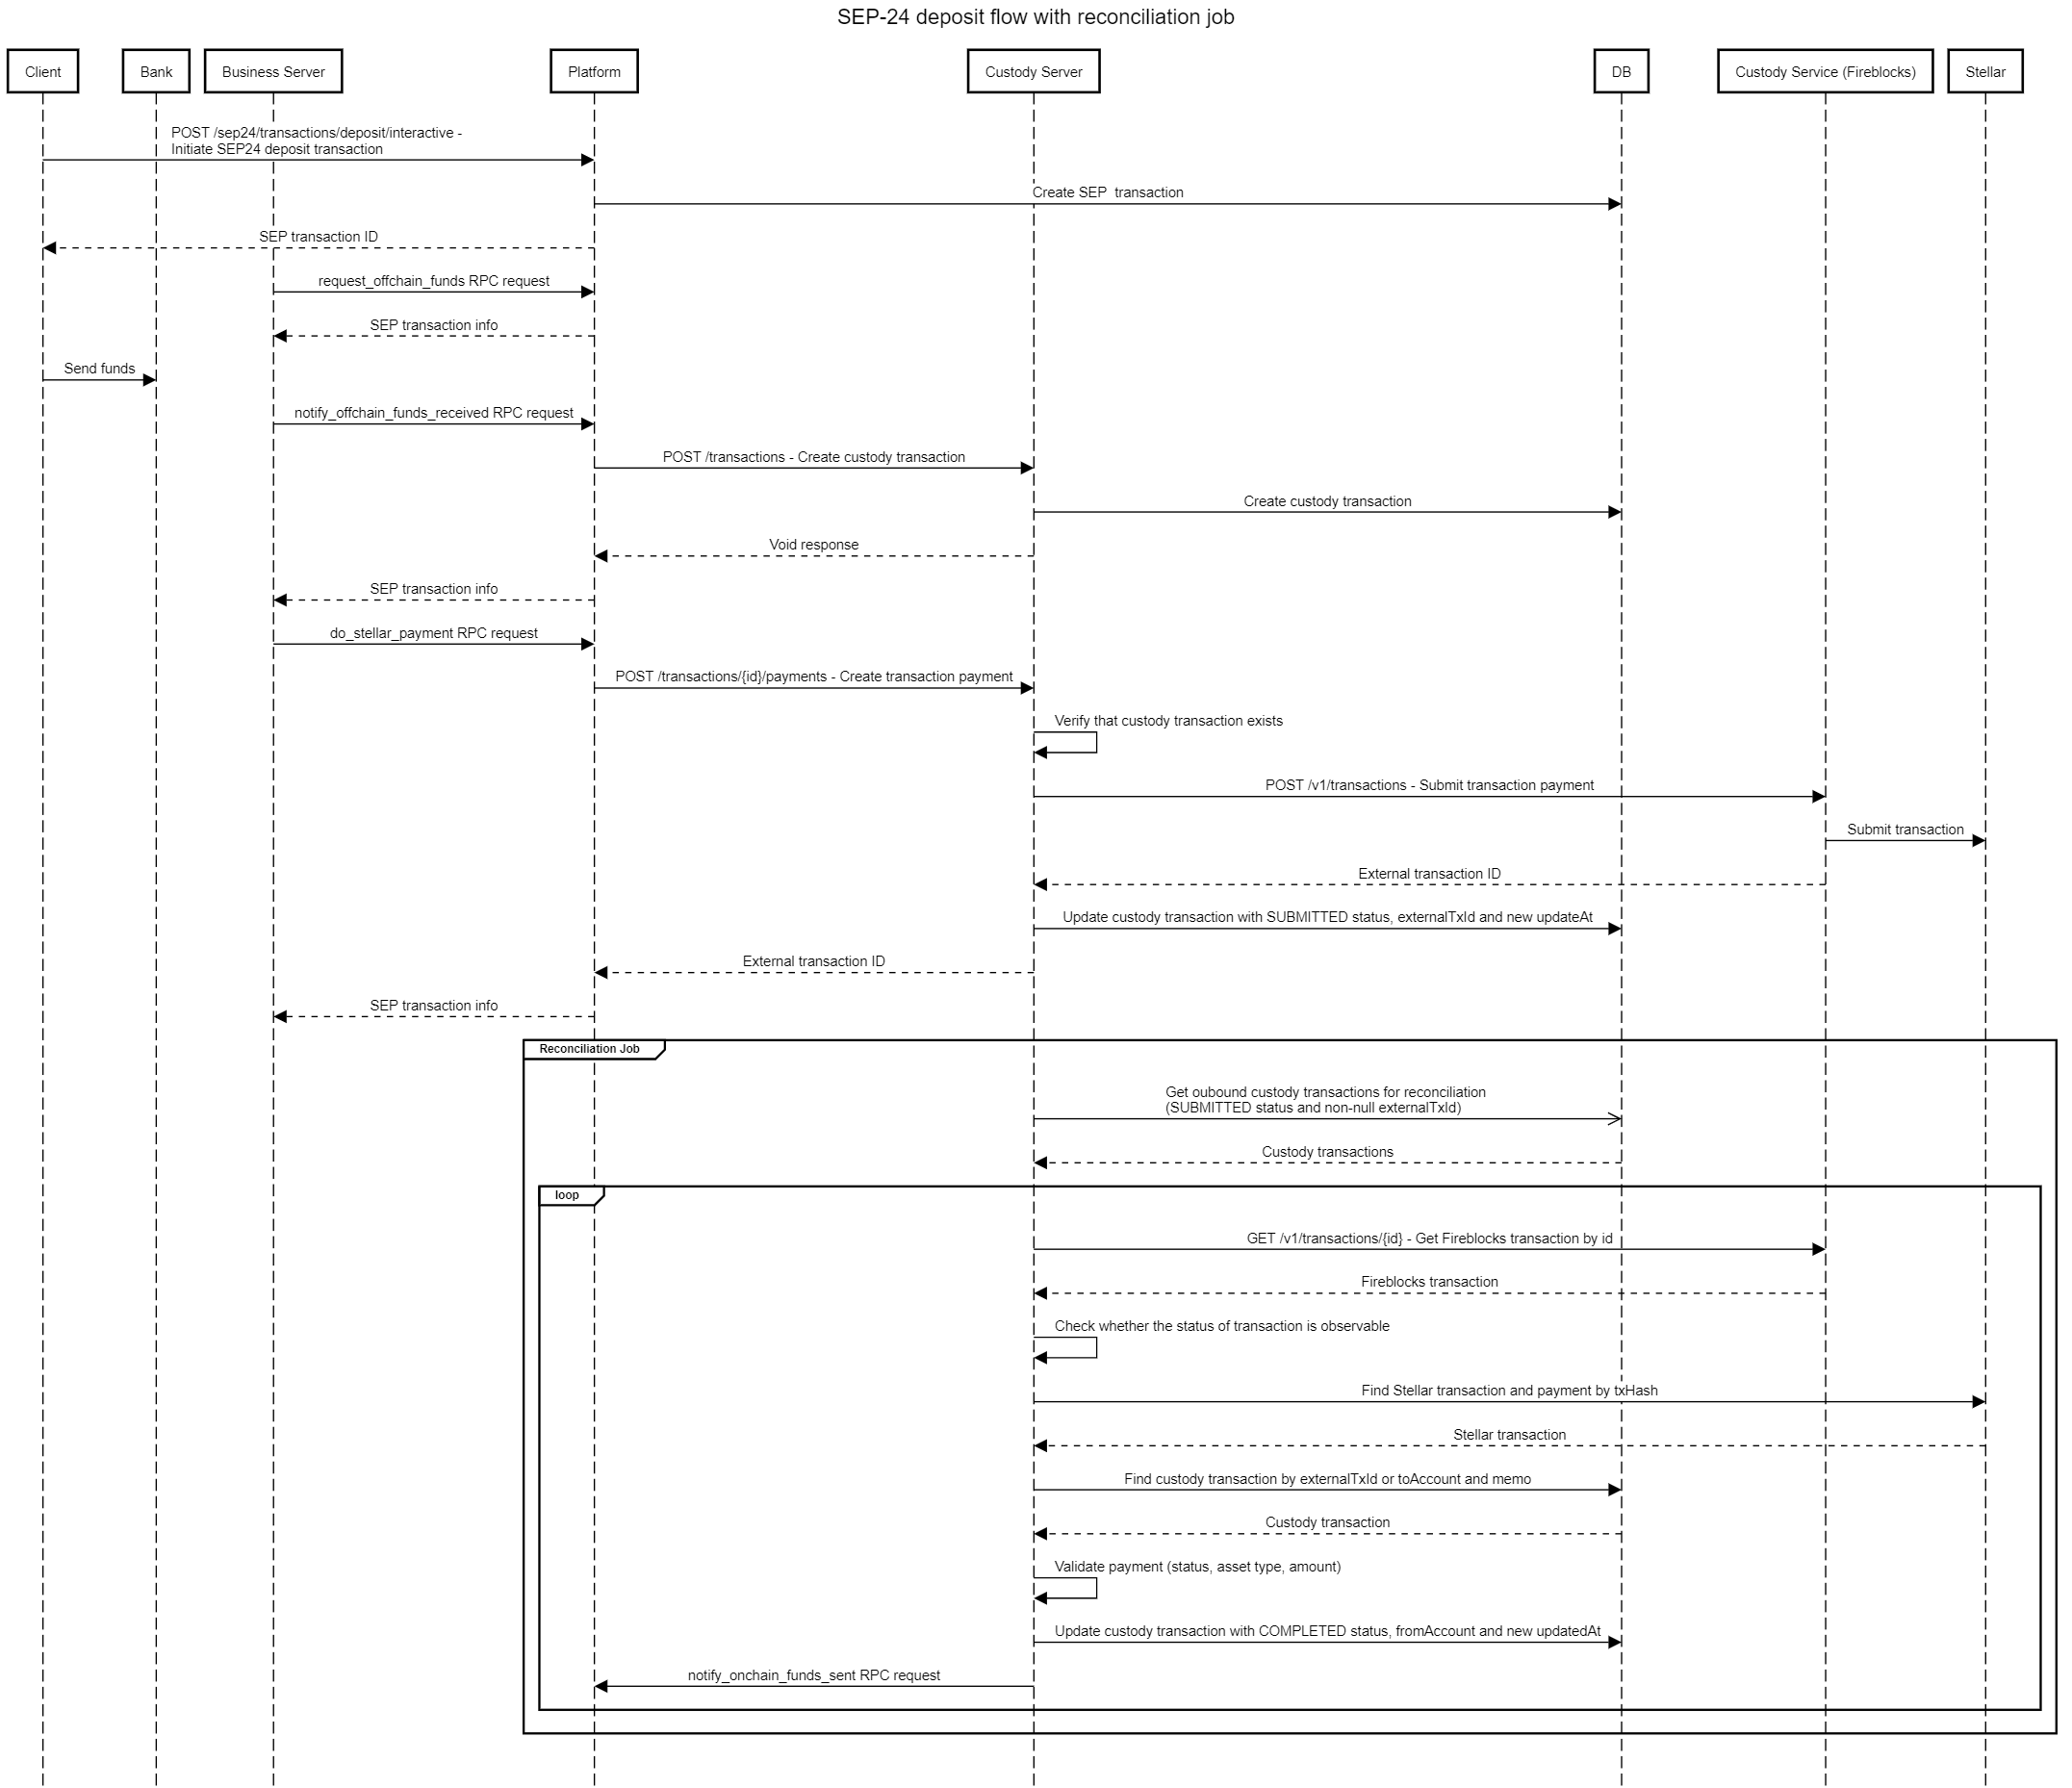 SEP-24 deposit flow with reconciliation job
Client
Bank
Business Server
Platform
Custody Server
DB
Custody Service (Fireblocks)
Stellar
POST /sep24/transactions/deposit/interactive -
Initiate SEP24 deposit transaction
Create SEP  transaction
SEP transaction ID
request_offchain_funds RPC request
SEP transaction info
Send funds
notify_offchain_funds_received RPC request
POST /transactions - Create custody transaction
Create custody transaction
Void response
SEP transaction info
do_stellar_payment RPC request
POST /transactions/{id}/payments - Create transaction payment
Verify that custody transaction exists
POST /v1/transactions - Submit transaction payment
Submit transaction
External transaction ID
Update custody transaction with SUBMITTED status, externalTxId and new updateAt
External transaction ID
SEP transaction info
Reconciliation Job
Get oubound custody transactions for reconciliation
(SUBMITTED status and non-null externalTxId)
Custody transactions
loop
GET /v1/transactions/{id} - Get Fireblocks transaction by id
Fireblocks transaction
Check whether the status of transaction is observable
Find Stellar transaction and payment by txHash
Stellar transaction
Find custody transaction by externalTxId or toAccount and memo
Custody transaction
Validate payment (status, asset type, amount)
Update custody transaction with COMPLETED status, fromAccount and new updatedAt
notify_onchain_funds_sent RPC request